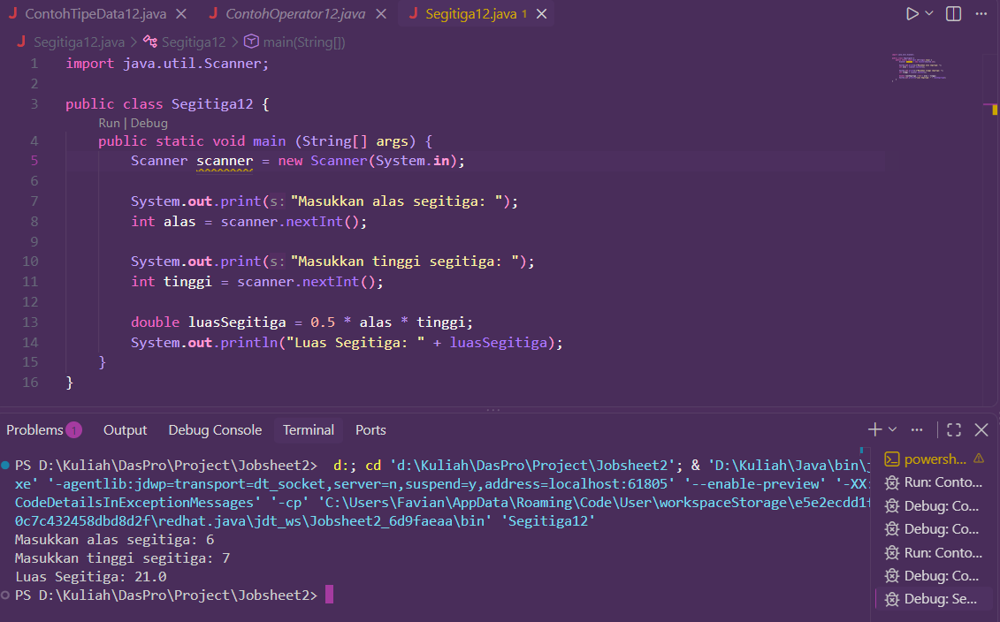 J ContohTipeData12.java J ContohOperator12.java J Segitiga12.java 1
J Segitiga12.java > Segitiga12 > main(String[])
1 import java.util.Scanner;
2
3 public class Segitiga12 {
Run | Debug
4 public static void main (String[] args) {
5 Scanner scanner = new Scanner(System.in);
6
7 System.out.print(s: "Masukkan alas segitiga: ");
8 int alas = scanner.nextInt();
9
10 System.out.print(s: "Masukkan tinggi segitiga: ");
11 int tinggi = scanner.nextInt();
12
13 double luasSegitiga = 0.5 * alas * tinggi;
14 System.out.println("Luas Segitiga: " + luasSegitiga);
15 }
16 }
Problems 1 Output Debug Console Terminal Ports
PS D:\Kuliah\DasPro\Project\Jobsheet2> d:; cd 'd:\Kuliah\DasPro\Project\Jobsheet2'; & 'D:\Kuliah\Java\bin\j
xe' '-agentlib:jdwp=transport=dt_socket,server=n,suspend=y,address=localhost:61805' '--enable-preview' '-XX:
CodeDetailsInExceptionMessages' '-cp' 'C:\Users\Favian\AppData\Roaming\Code\User\workspaceStorage\e5e2ecdd1f
0c7c432458dbd8d2f\redhat.java\jdt_ws\Jobsheet2_6d9faeaa\bin' 'Segitiga12'
Masukkan alas segitiga: 6
Masukkan tinggi segitiga: 7
Luas Segitiga: 21.0
PS D:\Kuliah\DasPro\Project\Jobsheet2>
powersh...
Run: Conto...
Debug: Co...
Debug: Co...
Run: Conto...
Debug: Co...
Debug: Se...